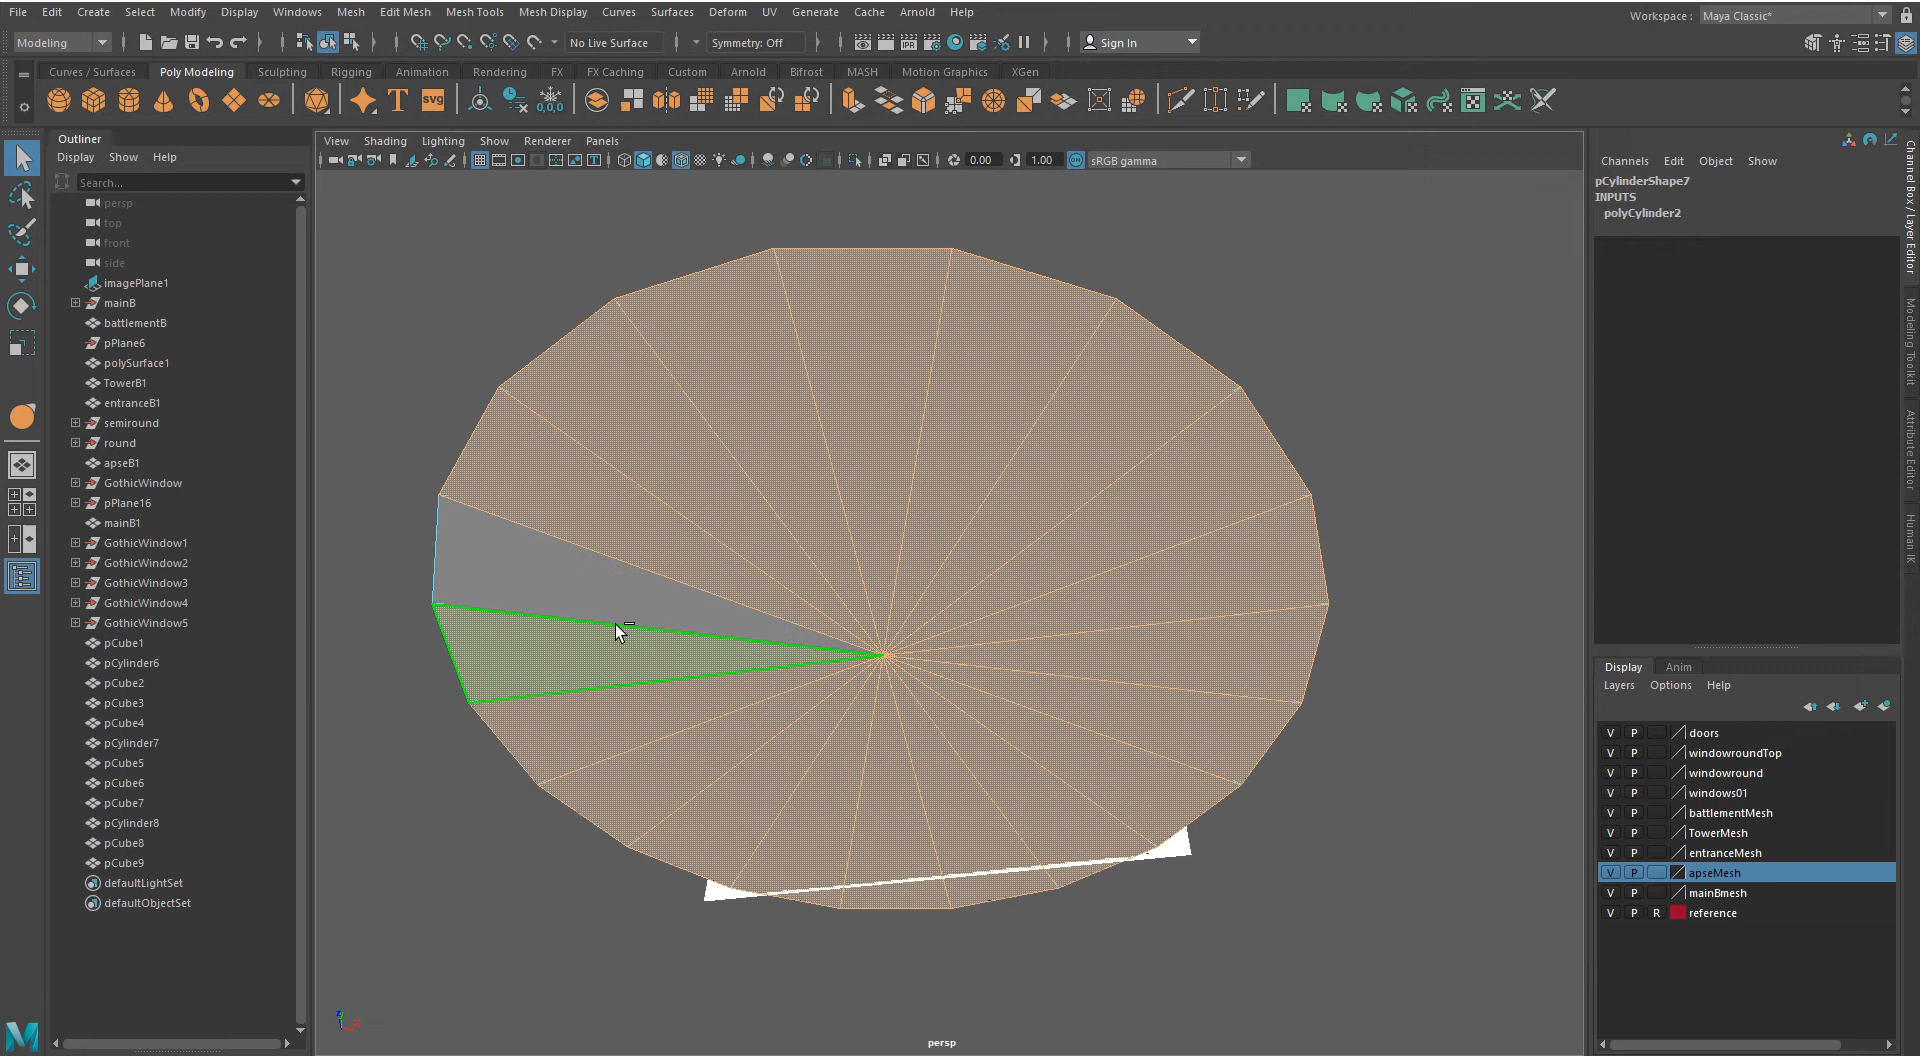 File Edit Create Select Modify Display Windows Mesh Edit Mesh Mesh Tools Mesh Display Curves Surfaces Deform UV Generate Cache Arnold Help
Workspace : Maya Classic*
Modeling No Live Surface Symmetry: Off IPR Sign In
Curves / Surfaces Poly Modeling Sculpting Rigging Animation Rendering FX FX Caching Custom Arnold Bifrost MASH Motion Graphics XGen
T SVG 0,0,0
Outliner
Display Show Help
Search...
persp
top
front
side
imagePlane1
mainB
battlementB
pPlane6
polySurface1
TowerB1
entranceB1
semiround
round
apseB1
GothicWindow
pPlane16
mainB1
GothicWindow1
GothicWindow2
GothicWindow3
GothicWindow4
GothicWindow5
pCube1
pCylinder6
pCube2
pCube3
pCube4
pCylinder7
pCube5
pCube6
pCube7
pCylinder8
pCube8
pCube9
defaultLightSet
defaultObjectSet
View Shading Lighting Show Renderer Panels
0.00 1.00 ON sRGB gamma
persp
Channels Edit Object Show
pCylinderShape7
INPUTS
polyCylinder2
Channel Box / Layer Editor
Modeling Toolkit
Attribute Editor
Human IK
Display Anim
Layers Options Help
V P doors
V P windowroundTop
V P windowround
V P windows01
V P battlementMesh
V P TowerMesh
V P entranceMesh
V P apseMesh
V P mainBmesh
V P R reference